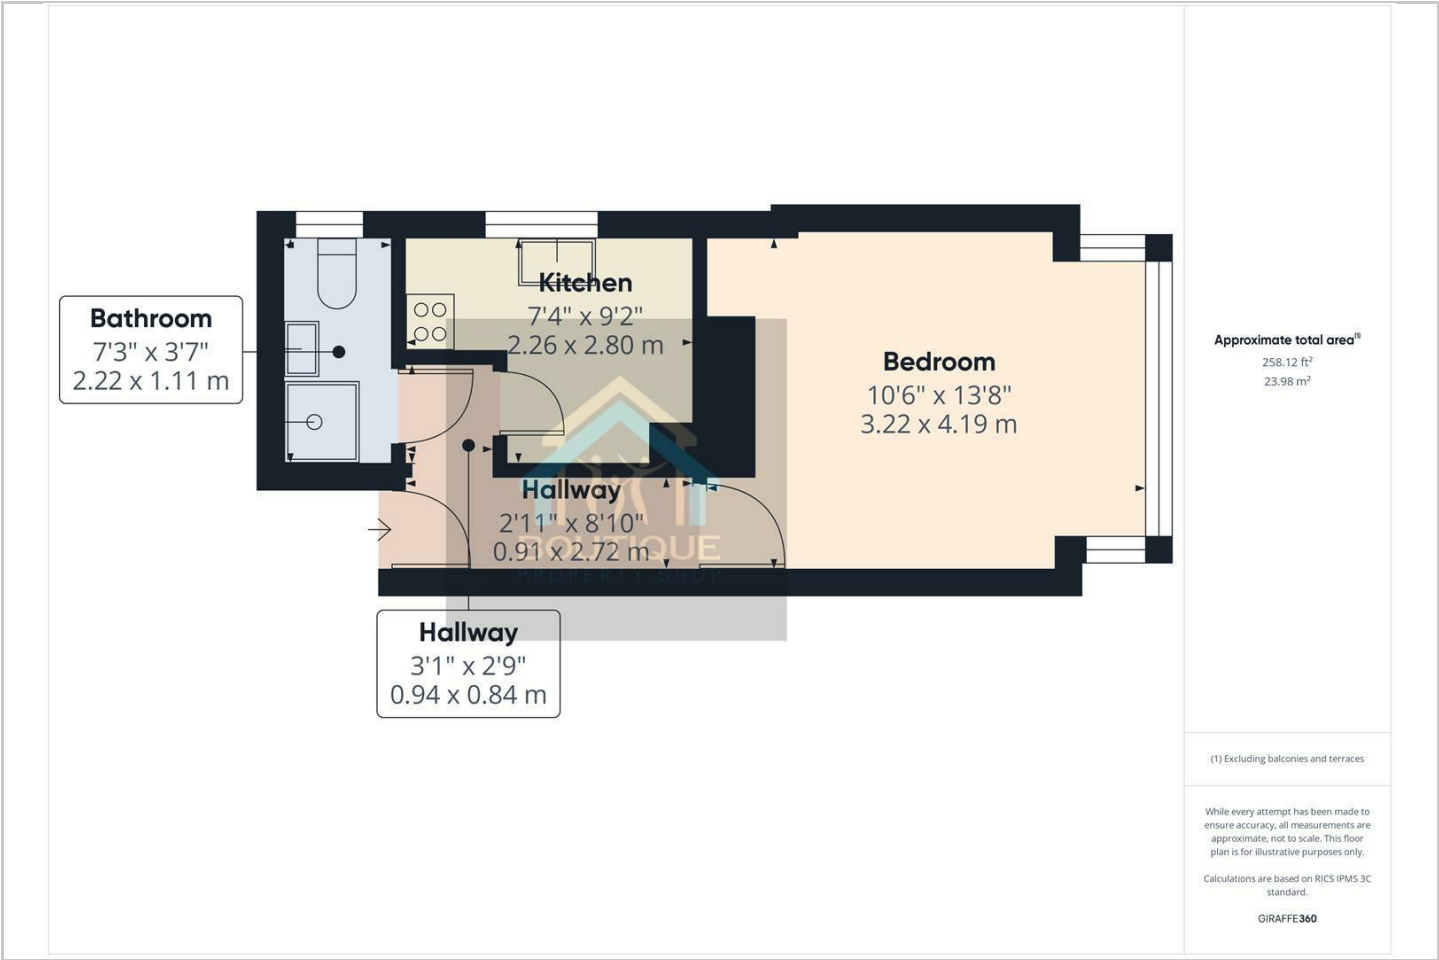 Bathroom
7'3" x 3'7"
2.22 x 1.11 m
Kitchen
7'4" x 9'2"
2.26 x 2.80 m
Bedroom
10'6" x 13'8"
3.22 x 4.19 m
Hallway
2'11" x 8'10"
0.91 x 2.72 m
BOUTIQUE
PROPERTY SHOP
Hallway
3'1" x 2'9"
0.94 x 0.84 m
Approximate total area(1)
258.12 ft²
23.98 m²
(1) Excluding balconies and terraces
While every attempt has been made to
ensure accuracy, all measurements are
approximate, not to scale. This floor
plan is for illustrative purposes only.
Calculations are based on RICS IPMS 3C
standard.
GIRAFFE360